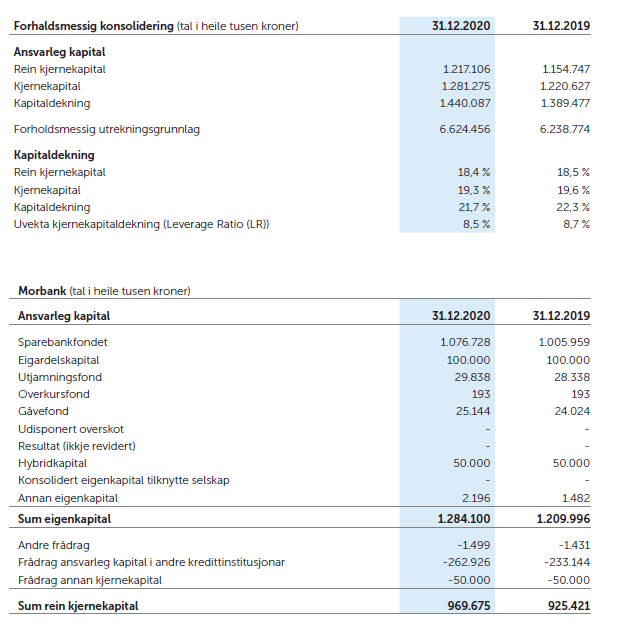 Forhaldsmessig konsolidering (tal i heile tusen kroner) 31.12.2020 31.12.2019
Ansvarleg kapital
Rein kjernekapital 1.217.106 1.154.747
Kjernekapital 1.281.275 1.220.627
Kapitaldekning 1.440.087 1.389.477
Forholdsmessig utrekningsgrunnlag 6.624.456 6.238.774
Kapitaldekning
Rein kjernekapital 18,4 % 18,5 %
Kjernekapital 19,3 % 19,6 %
Kapitaldekning 21,7 % 22,3 %
Uvekta kjernekapitaldekning (Leverage Ratio (LR)) 8,5 % 8,7 %
Morbank (tal i heile tusen kroner)
Ansvarleg kapital 31.12.2020 31.12.2019
Sparebankfondet 1.076.728 1.005.959
Eigardelskapital 100.000 100.000
Utjamningsfond 29.838 28.338
Overkursfond 193 193
Gåvefond 25.144 24.024
Udisponert overskot - -
Resultat (ikkje revidert) - -
Hybridkapital 50.000 50.000
Konsolidert eigenkapital tilknytte selskap - -
Annan eigenkapital 2.196 1.482
Sum eigenkapital 1.284.100 1.209.996
Andre frådrag -1.499 -1.431
Frådrag ansvarleg kapital i andre kredittinstitusjonar -262.926 -233.144
Frådrag annan kjernekapital -50.000 -50.000
Sum rein kjernekapital 969.675 925.421